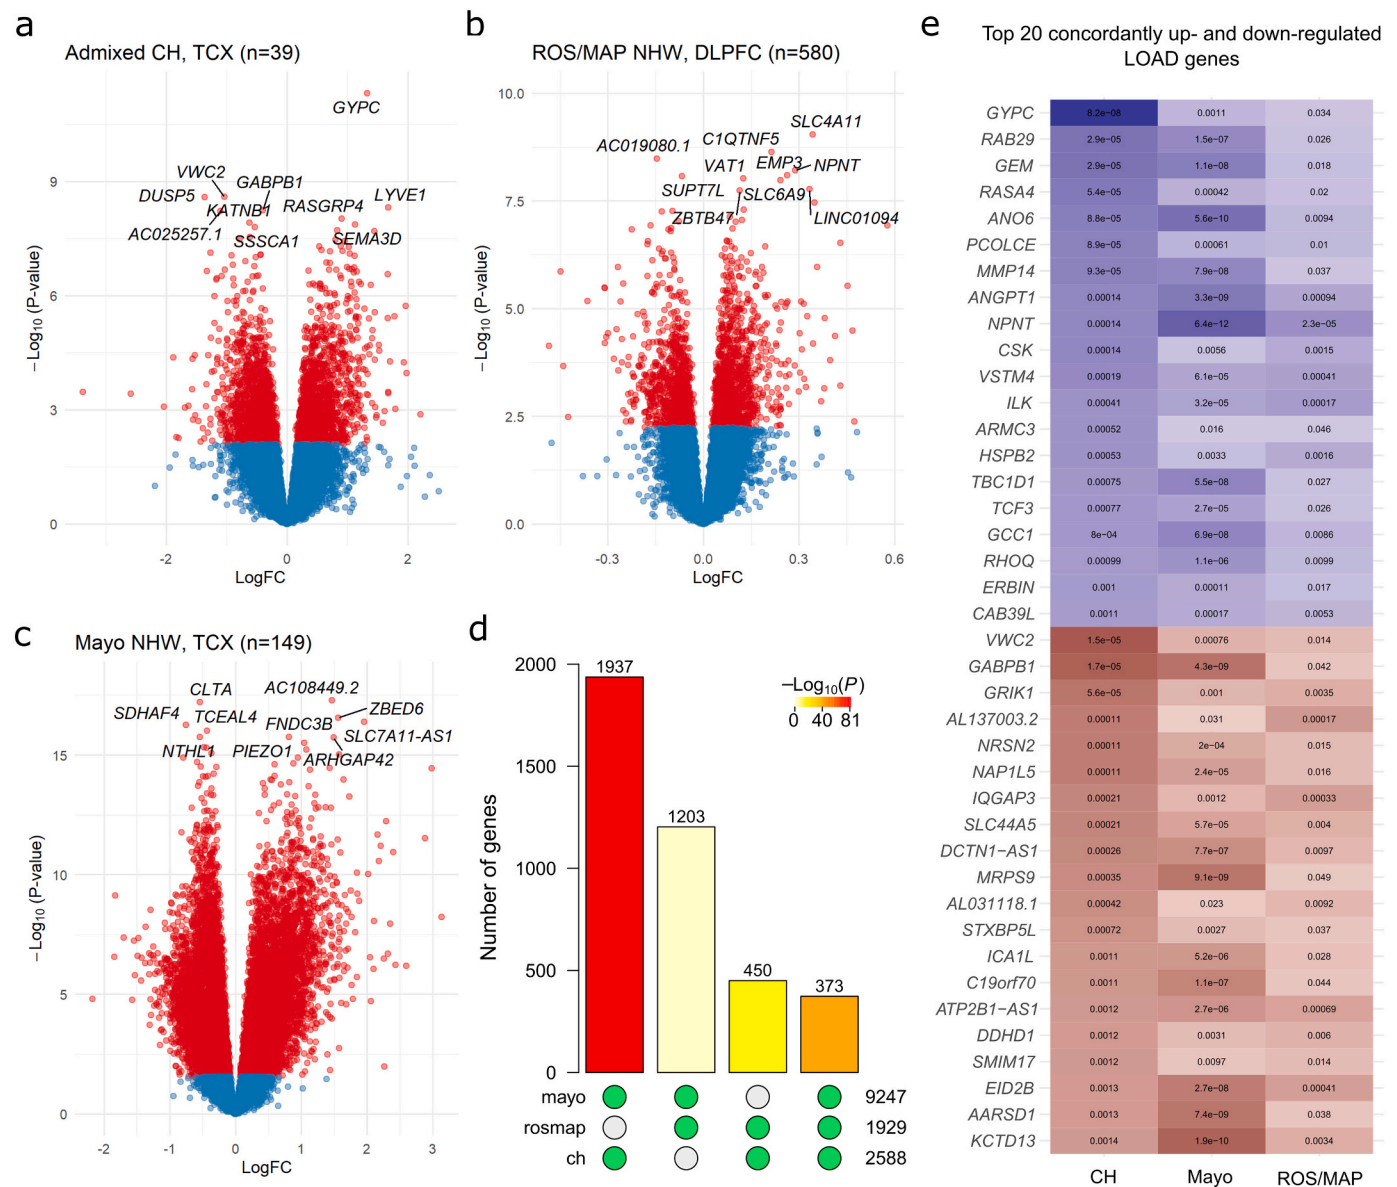 a
Admixed CH, TCX (n=39)
−Log10 (P-value)
9
6
3
0
GYPC
VWC2
GABPB1
DUSP5
KATNB1
RASGRP4
LYVE1
AC025257.1
SSSCA1
SEMA3D
-2
0
2
LogFC
b
ROS/MAP NHW, DLPFC (n=580)
−Log10 (P-value)
10.0
7.5
5.0
2.5
0.0
SLC4A11
C1QTNF5
AC019080.1
VAT1
EMP3
NPNT
SUPT7L
SLC6A9
ZBTB47
LINC01094
-0.3
0.0
0.3
0.6
LogFC
c
Mayo NHW, TCX (n=149)
−Log10 (P-value)
15
10
5
0
CLTA
AC108449.2
SDHAF4
TCEAL4
FNDC3B
ZBED6
SLC7A11-AS1
NTHL1
PIEZO1
ARHGAP42
-2
-1
0
1
2
3
LogFC
d
Number of genes
2000
1500
1000
500
0
1937
1203
450
373
−Log10(P)
0 40 81
mayo 9247
rosmap 1929
ch 2588
e
Top 20 concordantly up- and down-regulated
LOAD genes
GYPC 8.2e−08 0.0011 0.034
RAB29 2.9e−05 1.5e−07 0.026
GEM 2.9e−05 1.1e−08 0.018
RASA4 5.4e−05 0.00042 0.02
ANO6 8.8e−05 5.6e−10 0.0094
PCOLCE 8.9e−05 0.00061 0.01
MMP14 9.3e−05 7.9e−08 0.037
ANGPT1 0.00014 3.3e−09 0.00094
NPNT 0.00014 6.4e−12 2.3e−05
CSK 0.00014 0.0056 0.0015
VSTM4 0.00019 6.1e−05 0.00041
ILK 0.00041 3.2e−05 0.00017
ARMC3 0.00052 0.016 0.046
HSPB2 0.00053 0.0033 0.0016
TBC1D1 0.00075 5.5e−08 0.027
TCF3 0.00077 2.7e−05 0.026
GCC1 8e−04 6.9e−08 0.0086
RHOQ 0.00099 1.1e−06 0.0099
ERBIN 0.001 0.00011 0.017
CAB39L 0.0011 0.00017 0.0053
VWC2 1.5e−05 0.00076 0.014
GABPB1 1.7e−05 4.3e−09 0.042
GRIK1 5.6e−05 0.001 0.0035
AL137003.2 0.00011 0.031 0.00017
NRSN2 0.00011 2e−04 0.015
NAP1L5 0.00011 2.4e−05 0.016
IQGAP3 0.00021 0.0012 0.00033
SLC44A5 0.00021 5.7e−05 0.004
DCTN1−AS1 0.00026 7.7e−07 0.0097
MRPS9 0.00035 9.1e−09 0.049
AL031118.1 0.00042 0.023 0.0092
STXBP5L 0.00072 0.0027 0.037
ICA1L 0.0011 5.2e−06 0.028
C19orf70 0.0011 1.1e−07 0.044
ATP2B1−AS1 0.0012 2.7e−06 0.00069
DDHD1 0.0012 0.0031 0.006
SMIM17 0.0012 0.0097 0.014
EID2B 0.0013 2.7e−08 0.00041
AARSD1 0.0013 7.4e−09 0.038
KCTD13 0.0014 1.9e−10 0.0034
CH Mayo ROS/MAP